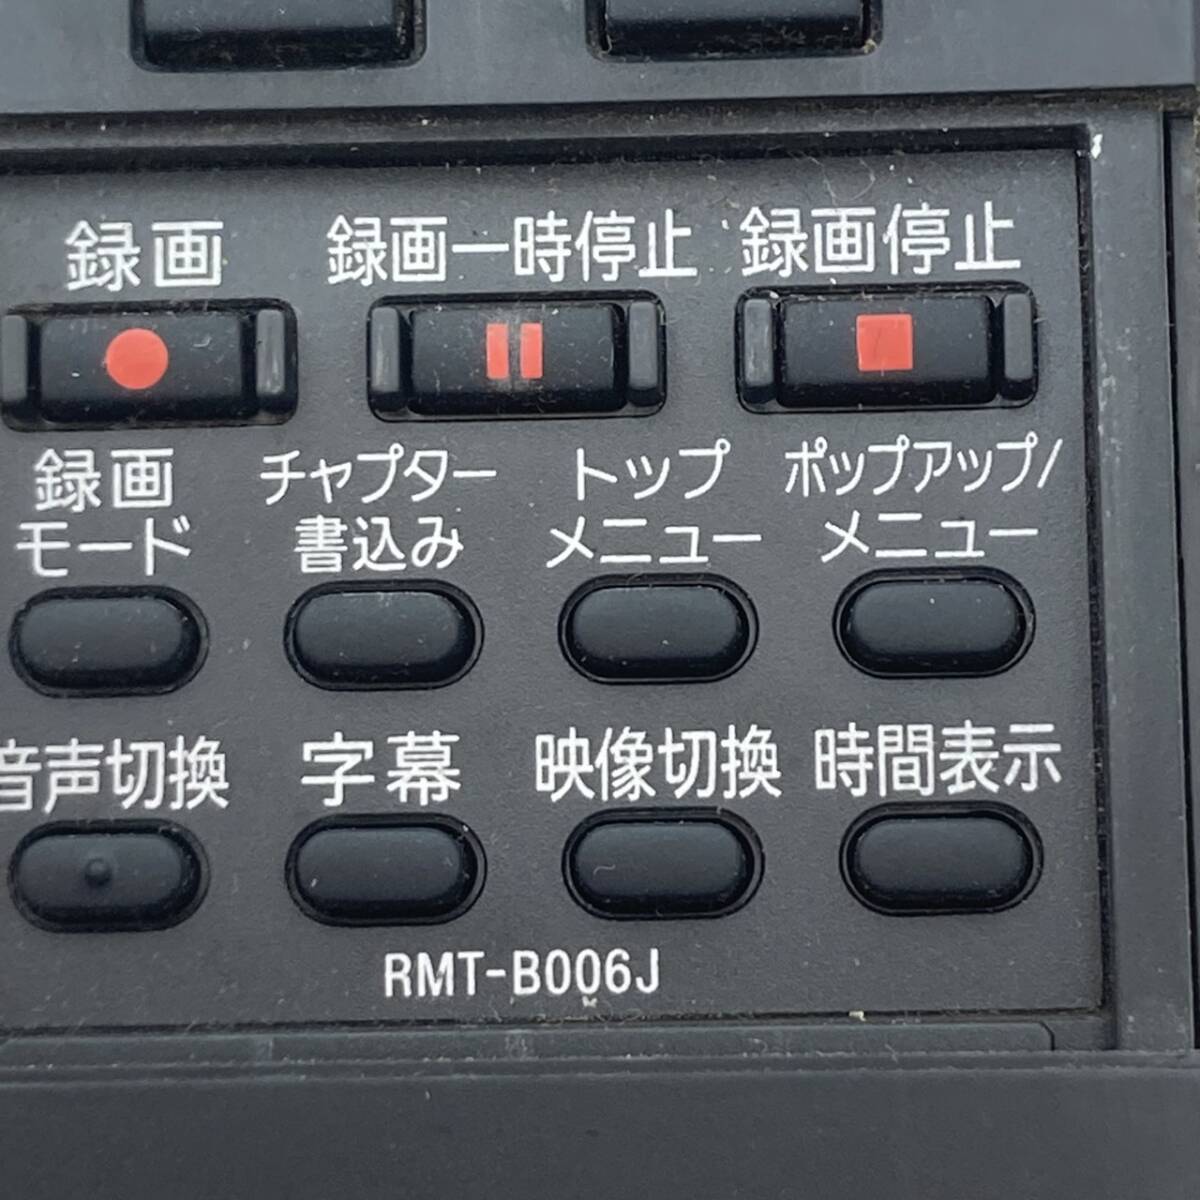 録画 録画一時停止 録画停止
録画 チャプター トップ ポップアップ/
モード 書込み メニュー メニュー
音声切換 字幕 映像切換 時間表示
RMT-B006J